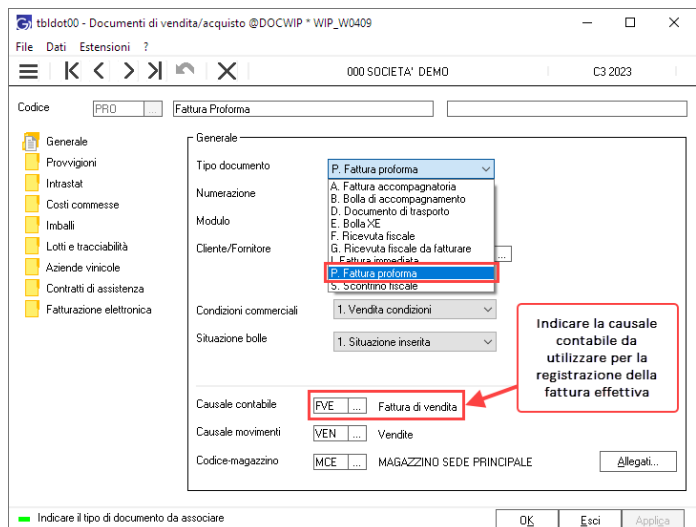 tbldot00 - Documenti di vendita/acquisto @DOCWIP * WIP_W0409
File Dati Estensioni ?
000 SOCIETA' DEMO C3 2023
Codice PRO ... Fattura Proforma
Generale
Provvigioni
Intrastat
Costi commesse
Imballi
Lotti e tracciabilità
Aziende vinicole
Contratti di assistenza
Fatturazione elettronica
Generale
Tipo documento P. Fattura proforma
A. Fattura accompagnatoria
B. Bolla di accompagnamento
Numerazione
D. Documento di trasporto
E. Bolla XE
Modulo
F. Ricevuta fiscale
G. Ricevuta fiscale da fatturare
Cliente/Fornitore ...
I. Fattura immediata
P. Fattura proforma
S. Scontrino fiscale
Condizioni commerciali 1. Vendita condizioni
Situazione bolle 1. Situazione inserita
Indicare la causale
contabile da
utilizzare per la
registrazione della
fattura effettiva
Causale contabile FVE ... Fattura di vendita
Causale movimenti VEN ... Vendite
Codice-magazzino MCE ... MAGAZZINO SEDE PRINCIPALE Allegati...
Indicare il tipo di documento da associare OK Esci Applica